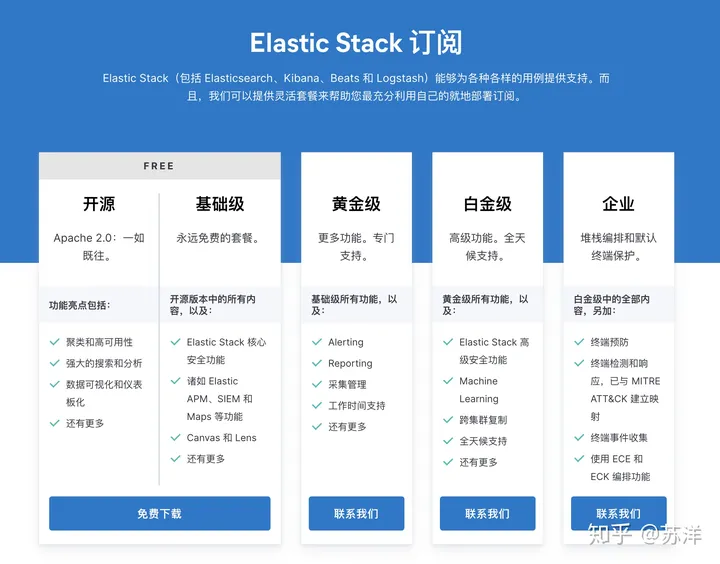 Elastic Stack 订阅
Elastic Stack（包括 Elasticsearch、Kibana、Beats 和 Logstash）能够为各种各样的用例提供支持。而
且，我们可以提供灵活套餐来帮助您最充分利用自己的就地部署订阅。
FREE
开源
Apache 2.0：一如
既往。
功能亮点包括：
聚类和高可用性
强大的搜索和分析
数据可视化和仪表
板化
还有更多
基础级
永远免费的套餐。
开源版本中的所有内
容，以及：
Elastic Stack 核心
安全功能
诸如 Elastic
APM、SIEM 和
Maps 等功能
Canvas 和 Lens
还有更多
免费下载
黄金级
更多功能。专门
支持。
基础级所有功能，以
及：
Alerting
Reporting
采集管理
工作时间支持
还有更多
联系我们
白金级
高级功能。全天
候支持。
黄金级所有功能，以
及：
Elastic Stack 高
级安全功能
Machine
Learning
跨集群复制
全天候支持
还有更多
联系我们
企业
堆栈编排和默认
终端保护。
白金级中的全部内
容，另加：
终端预防
终端检测和响
应，已与 MITRE
ATT&CK 建立映
射
终端事件收集
使用 ECE 和
ECK 编排功能
联系我们
知乎 @苏洋